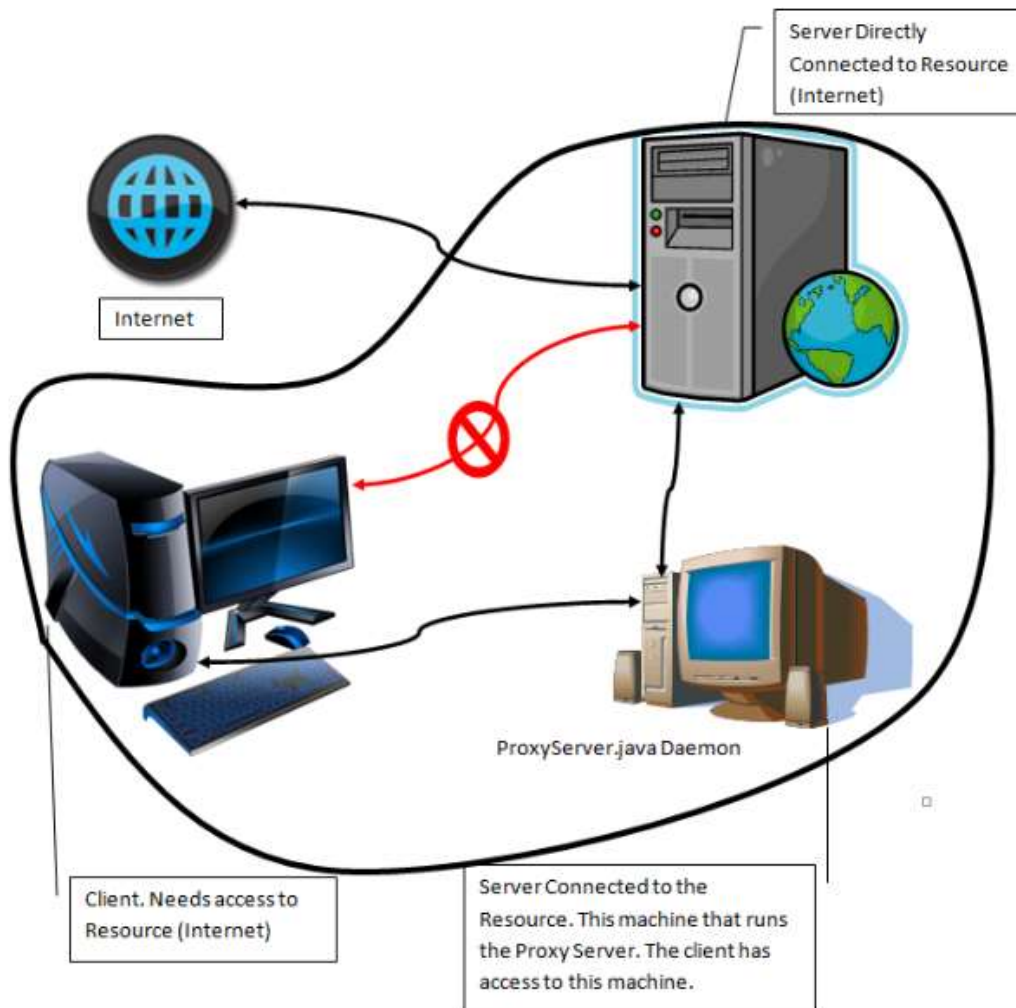 Server Directly
Connected to Resource
(Internet)
Internet
ProxyServer.java Daemon
Client. Needs access to
Resource (Internet)
Server Connected to the
Resource. This machine that runs
the Proxy Server. The client has
access to this machine.